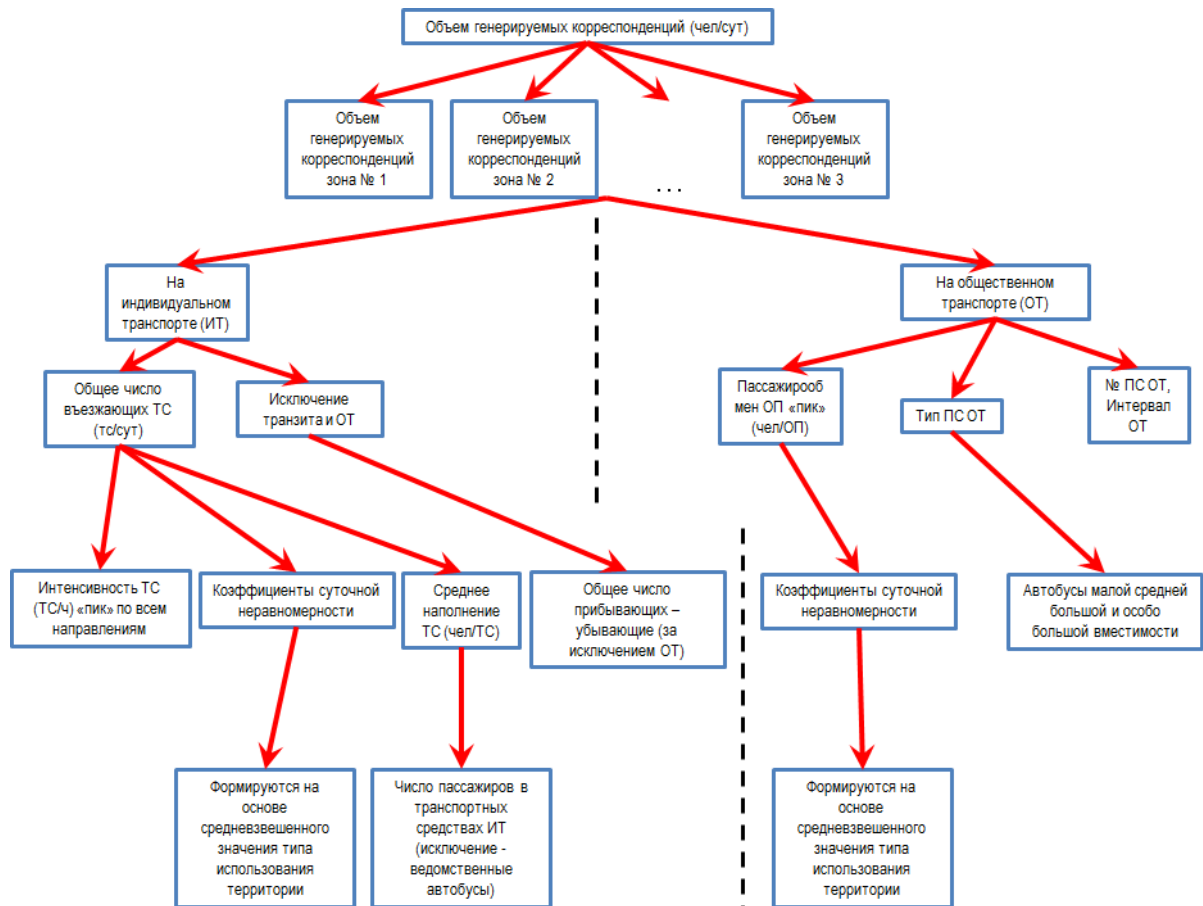 Объем генерируемых корреспонденций (чел/сут)
Объем
генерируемых
корреспонденций
зона № 1
Объем
генерируемых
корреспонденций
зона № 2
. . .
Объем
генерируемых
корреспонденций
зона № 3
На
индивидуальном
транспорте (ИТ)
На общественном
транспорте (ОТ)
Общее число
въезжающих ТС
(тс/сут)
Исключение
транзита и ОТ
Пассажирооб
мен ОП «пик»
(чел/ОП)
Тип ПС ОТ
№ ПС ОТ,
Интервал
ОТ
Интенсивность ТС
(ТС/ч) «пик» по всем
направлениям
Коэффициенты суточной
неравномерности
Среднее
наполнение
ТС (чел/ТС)
Общее число
прибывающих –
убывающие (за
исключением ОТ)
Коэффициенты суточной
неравномерности
Автобусы малой средней
большой и особо
большой вместимости
Формируются на
основе
средневзвешенного
значения типа
использования
территории
Число пассажиров в
транспортных
средствах ИТ
(исключение -
ведомственные
автобусы)
Формируются на
основе
средневзвешенного
значения типа
использования
территории